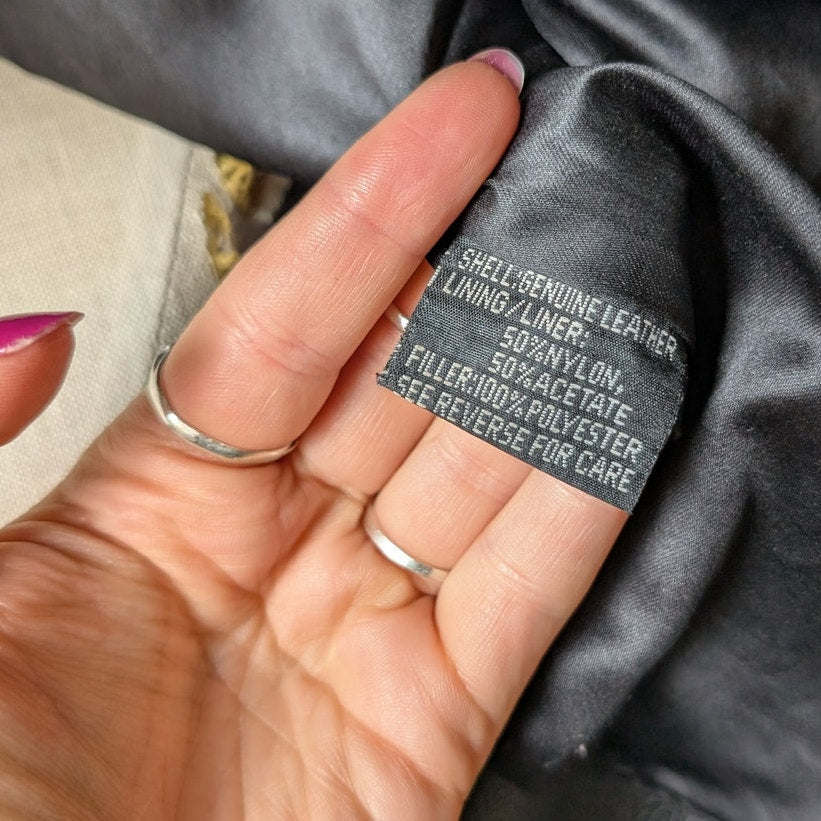 SHELL:GENUINE LEATHER
LINING/LINER:
50%NYLON,
50%ACETATE
FILLER:100%POLYESTER
SEE REVERSE FOR CARE